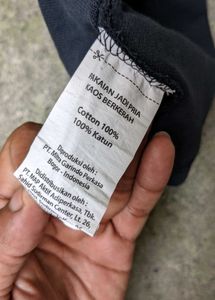 PAKAIAN JADI PRIA
KAOS BERKERAH
Cotton 100%
100% Katun
Diproduksi oleh :
PT. Mag Garindo Perkasa
Bogor - Indonesia
Didistribusikan oleh :
PT. MAP Aktif Adiperkasa, Tbk.
Sahid Sudirman Center, Lt. 26,